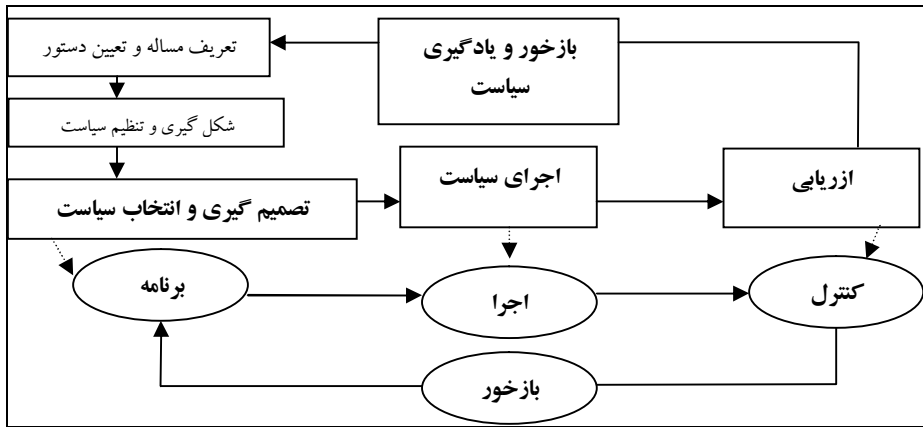 تعریف مساله و تعیین دستور
بازخور و یادگیری
سیاست
شکل گیری و تنظیم سیاست
تصمیم گیری و انتخاب سیاست
اجرای سیاست
ازریابی
برنامه
اجرا
کنترل
بازخور